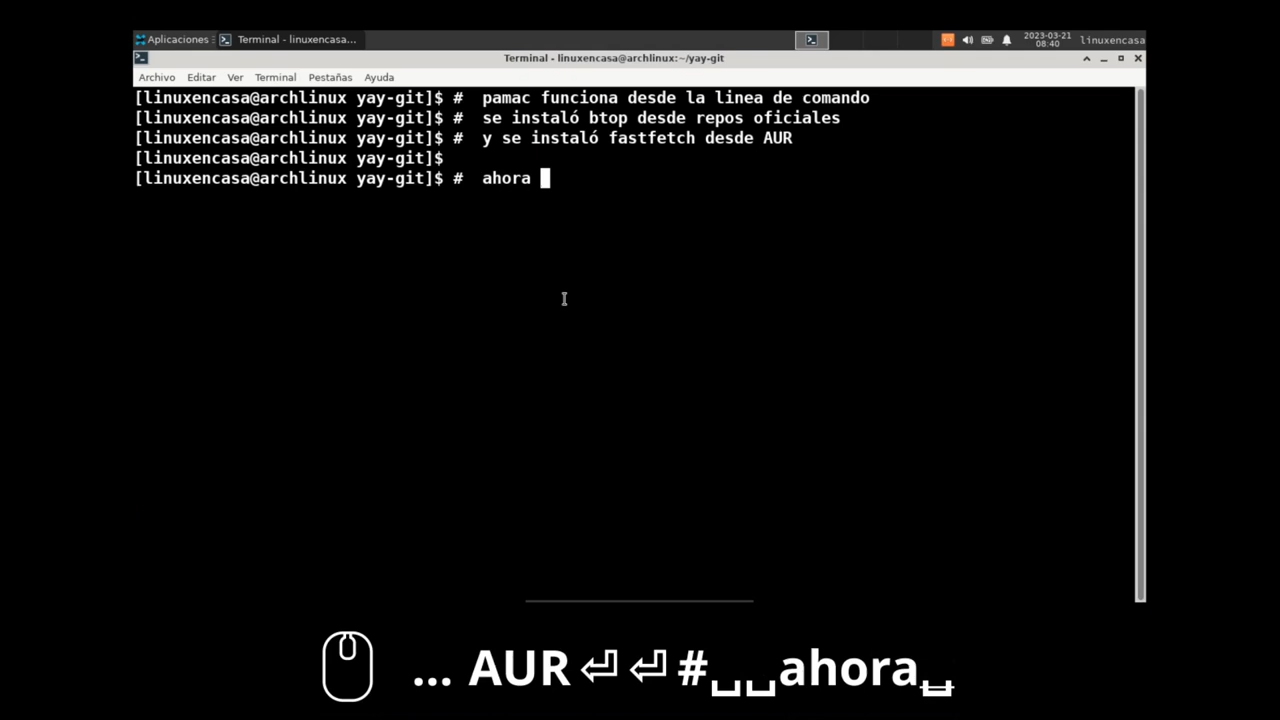 Aplicaciones Terminal - linuxencasa... 2023-03-21 08:40 linuxencasa
Terminal - linuxencasa@archlinux:~/yay-git
Archivo Editar Ver Terminal Pestañas Ayuda
[linuxencasa@archlinux yay-git]$ #  pamac funciona desde la linea de comando
[linuxencasa@archlinux yay-git]$ #  se instaló btop desde repos oficiales
[linuxencasa@archlinux yay-git]$ #  y se instaló fastfetch desde AUR
[linuxencasa@archlinux yay-git]$
[linuxencasa@archlinux yay-git]$ #  ahora
... AUR⏎⏎#␣␣ahora␣